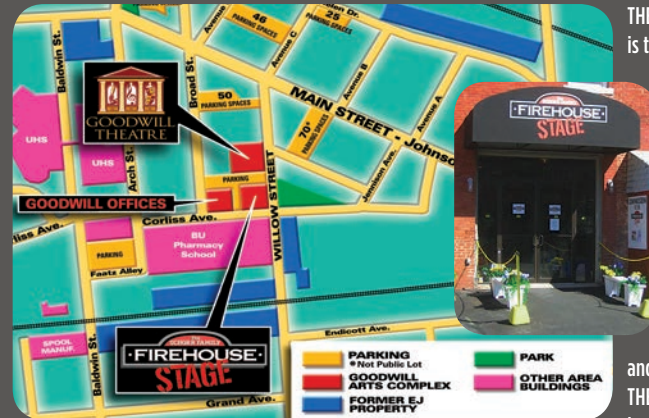 THE
is t
Baldwin St.
46
PARKING SPACES
25
PARKING SPACES
Avenue C
Avenue B
Avenue A
Broad St.
50
PARKING SPACES
MAIN STREET - Johnso
70*
PARKING SPACES
GOODWILL
THEATRE
UHS
UHS
Arch St.
PARKING
Jennison Ave.
GOODWILL OFFICES
Corliss Ave.
WILLOW STREET
BU
Pharmacy
School
PARKING
Faatz Alley
SPOOL
MANUF.
Baldwin St.
Endicott Ave.
Grand Ave.
·FIREHOUSE·
STAGE
·FIREHOUSE·
STAGE
PARKING
*Not Public Lot
GOODWILL
ARTS COMPLEX
FORMER EJ
PROPERTY
PARK
OTHER AREA
BUILDINGS
and
THE